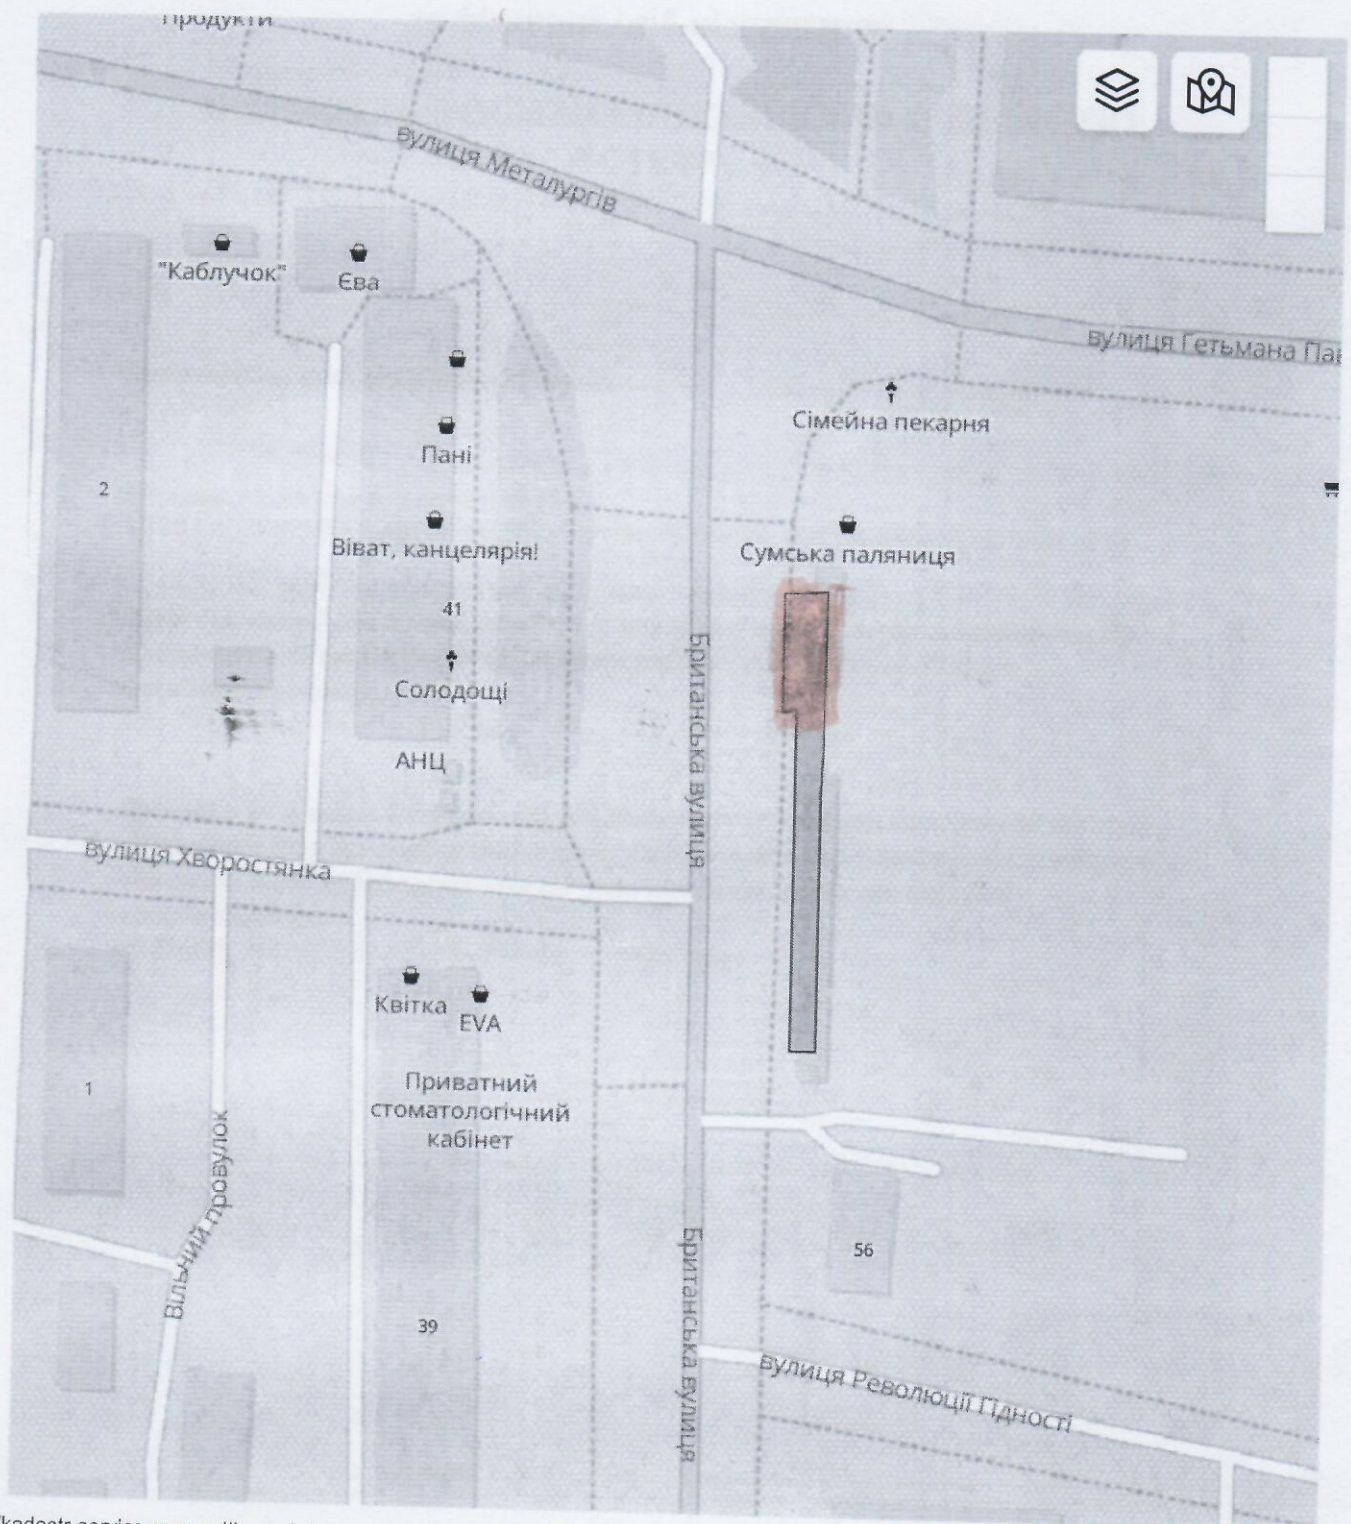 Продукти
вулиця Металургів
"Каблучок"
Єва
вулиця Гетьмана
Сімейна пекарня
Пані
2
Віват, канцелярія!
Сумська паляниця
41
Солодощі
Британська вулиця
АНЦ
вулиця Хворостянка
Квітка
EVA
1
Приватний
стоматологічний
кабінет
Вільний провулок
56
39
Британська вулиця
вулиця Революції Гідності